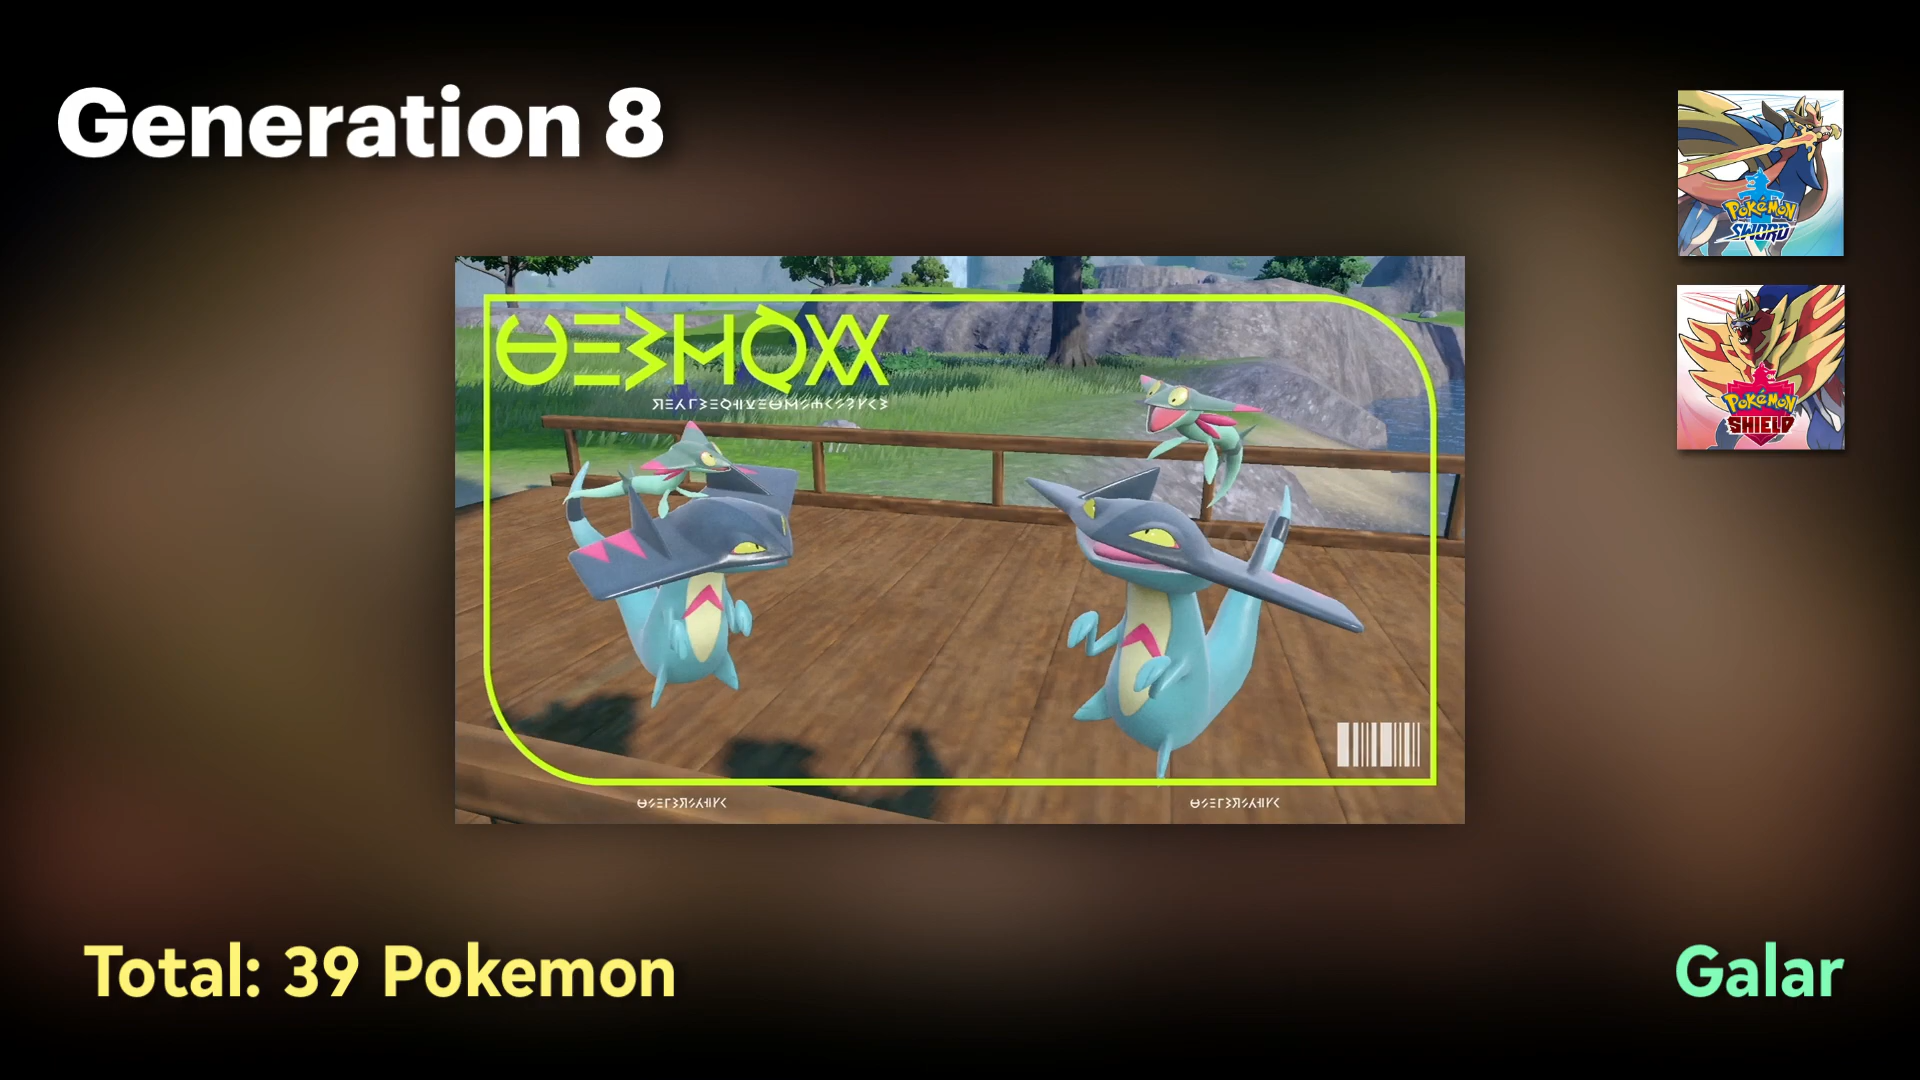 Generation 8
POKéMON
SWORD
POKéMON
SHIELD
Total: 39 Pokemon
Galar